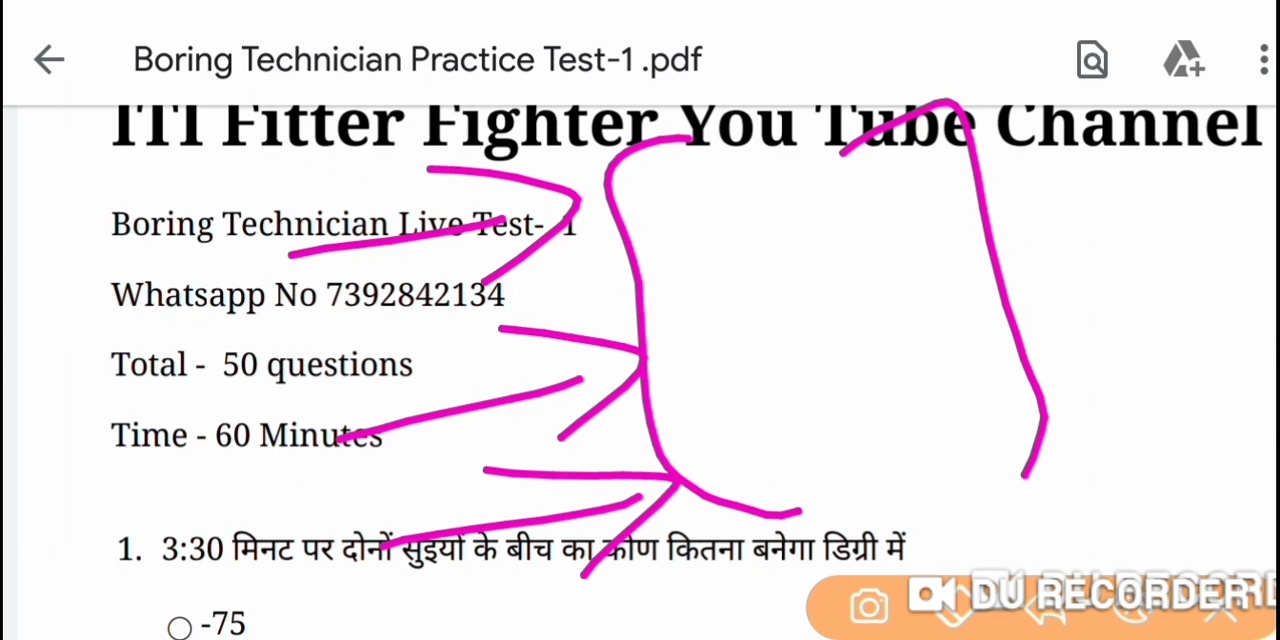 Boring Technician Practice Test-1 .pdf
ITI Fitter Fighter You Tube Channel
Boring Technician Live Test- 1
Whatsapp No 7392842134
Total - 50 questions
Time - 60 Minutes
1. 3:30 मिनट पर दोनों सुइयों के बीच का कोण कितना बनेगा डिग्री में
DU RECORDER
-75